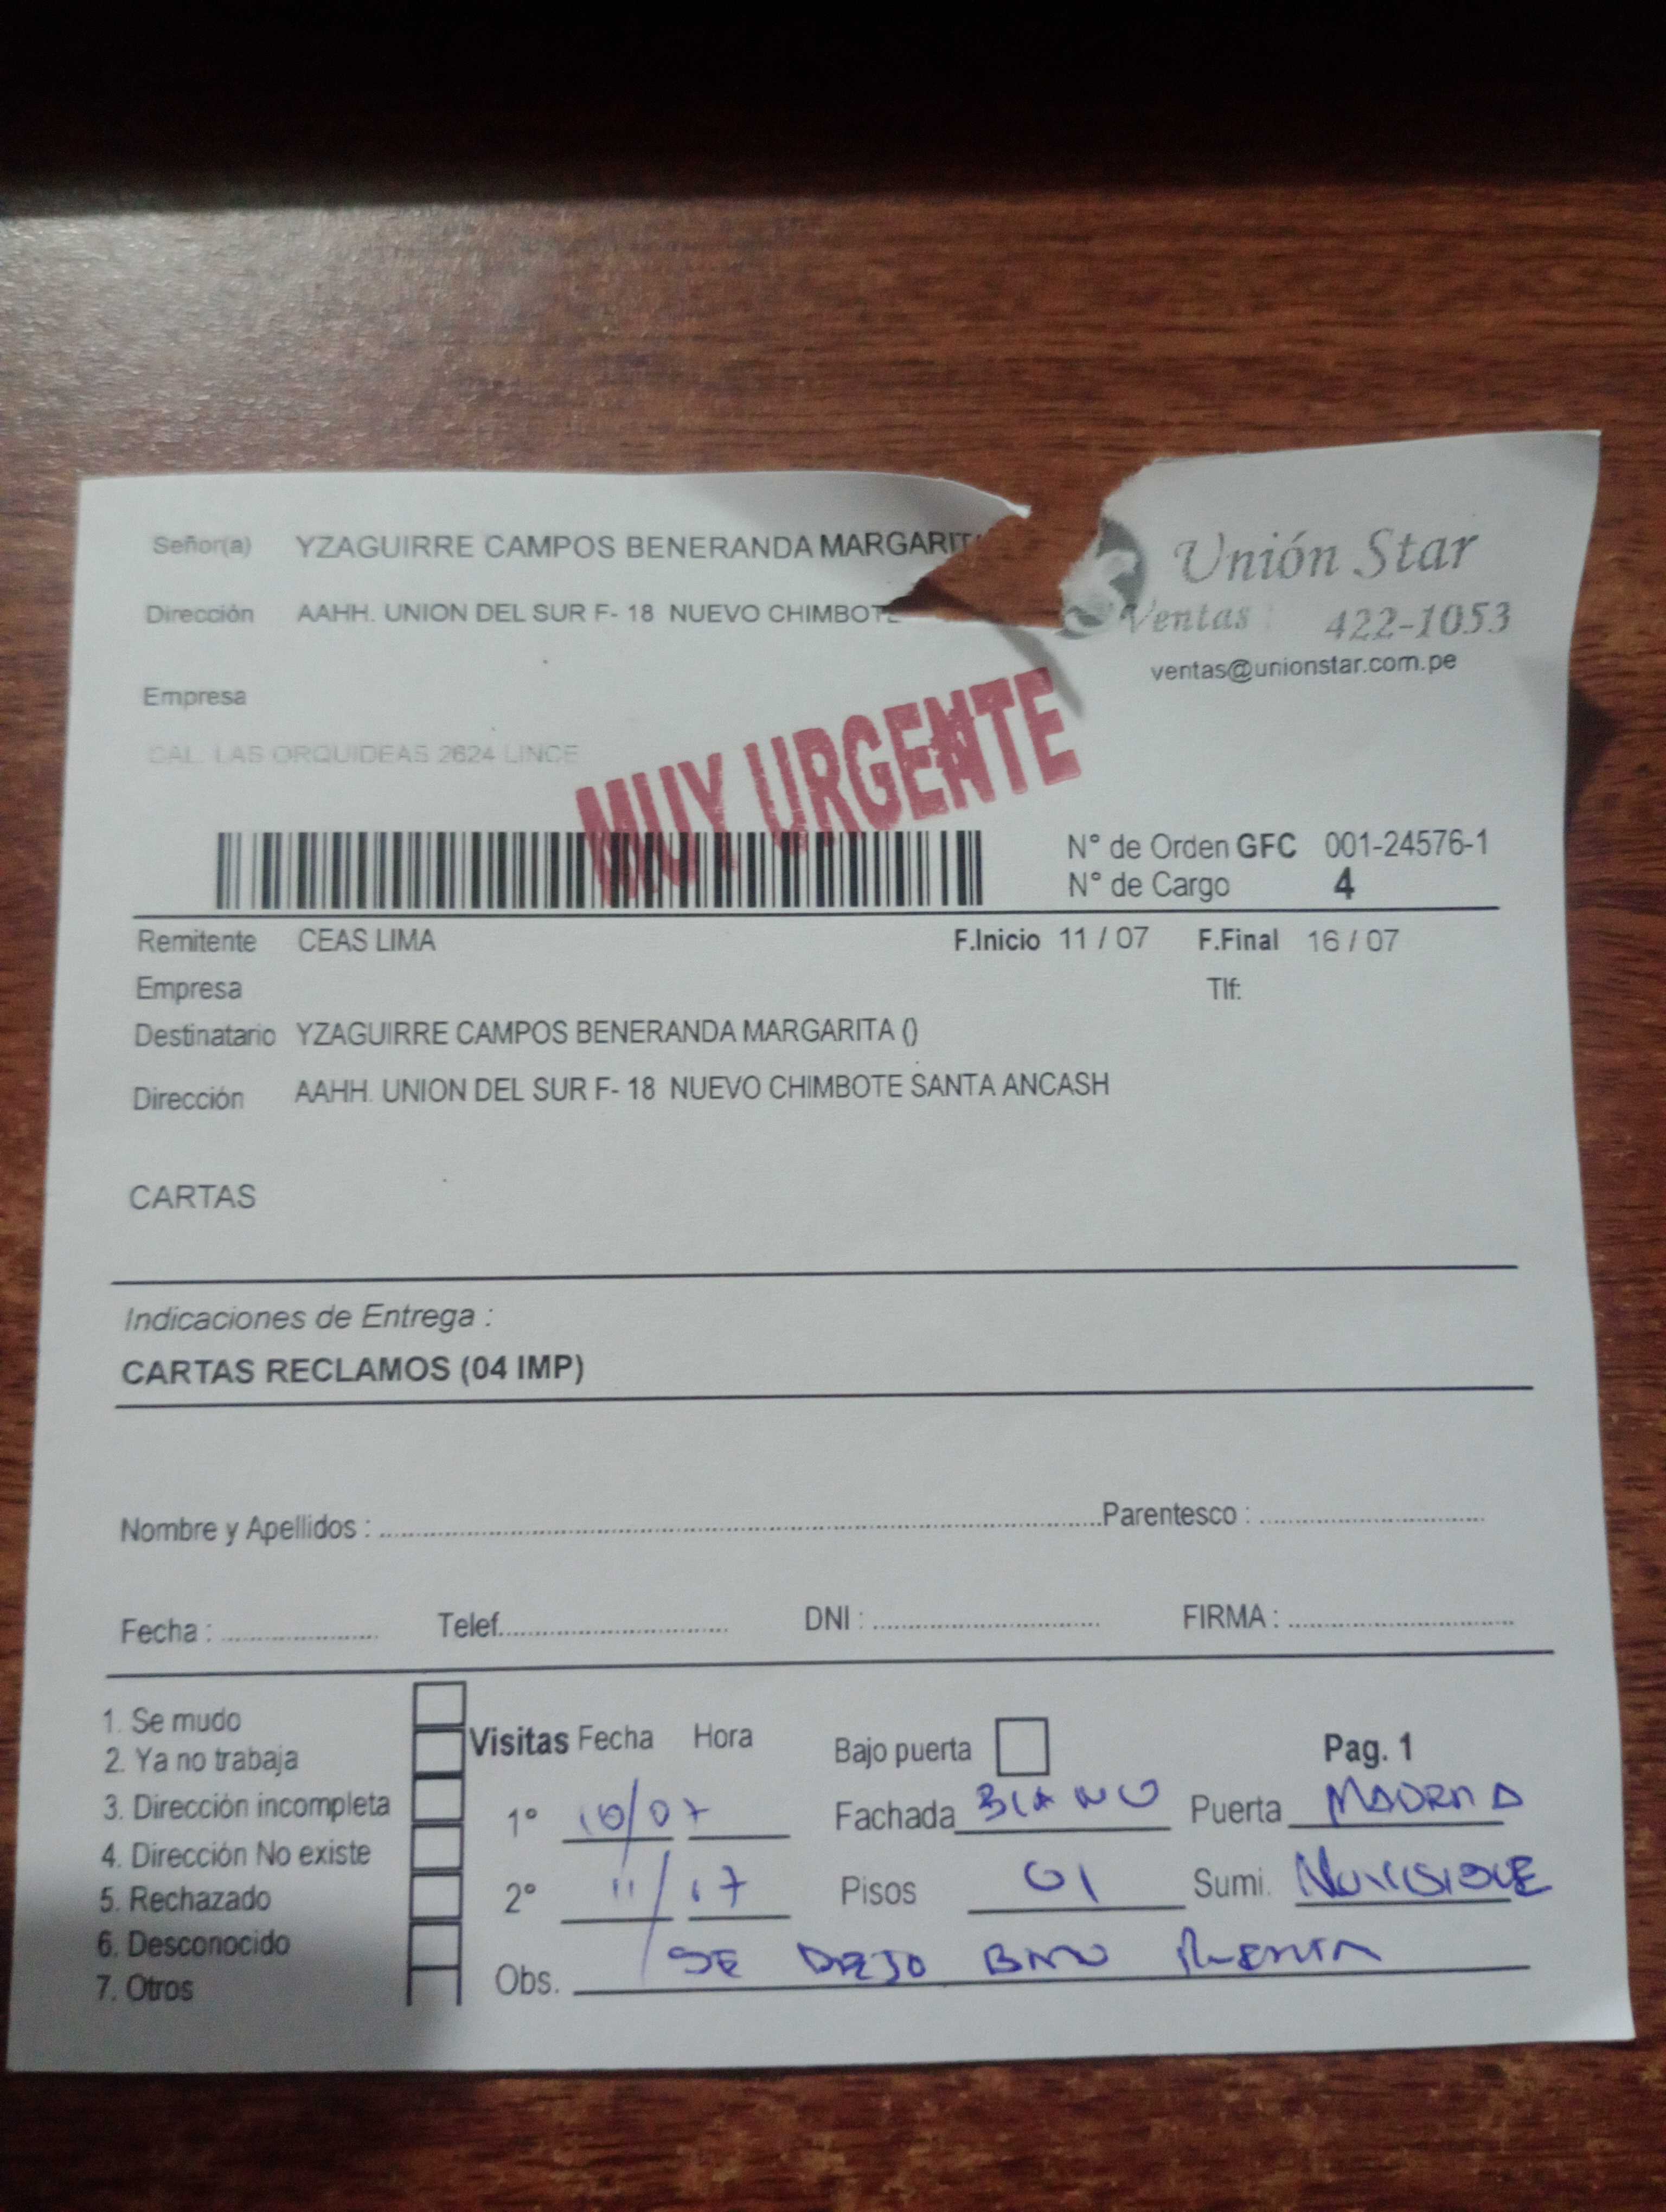 Señor(a) YZAGUIRRE CAMPOS BENERANDA MARGARIT
Unión Star
Dirección AAHH. UNION DEL SUR F- 18 NUEVO CHIMBOTE
Ventas : 422-1053
ventas@unionstar.com.pe
Empresa
CAL. LAS ORQUIDEAS 2624 LINCE
MUY URGENTE
N° de Orden GFC 001-24576-1
N° de Cargo 4
Remitente CEAS LIMA F.Inicio 11 / 07 F.Final 16 / 07
Empresa Tlf:
Destinatario YZAGUIRRE CAMPOS BENERANDA MARGARITA ()
Dirección AAHH. UNION DEL SUR F- 18 NUEVO CHIMBOTE SANTA ANCASH
CARTAS
Indicaciones de Entrega :
CARTAS RECLAMOS (04 IMP)
Nombre y Apellidos : Parentesco :
Fecha : Telef. DNI : FIRMA :
1. Se mudo
2. Ya no trabaja
3. Dirección incompleta
4. Dirección No existe
5. Rechazado
6. Desconocido
7. Otros
Visitas Fecha Hora Bajo puerta Pag. 1
1° 10/07 Fachada BLANCO Puerta MADERA
2° 11/07 Pisos 01 Sumi. NO VISIBLE
Obs. SE DEJO BAJO PUERTA